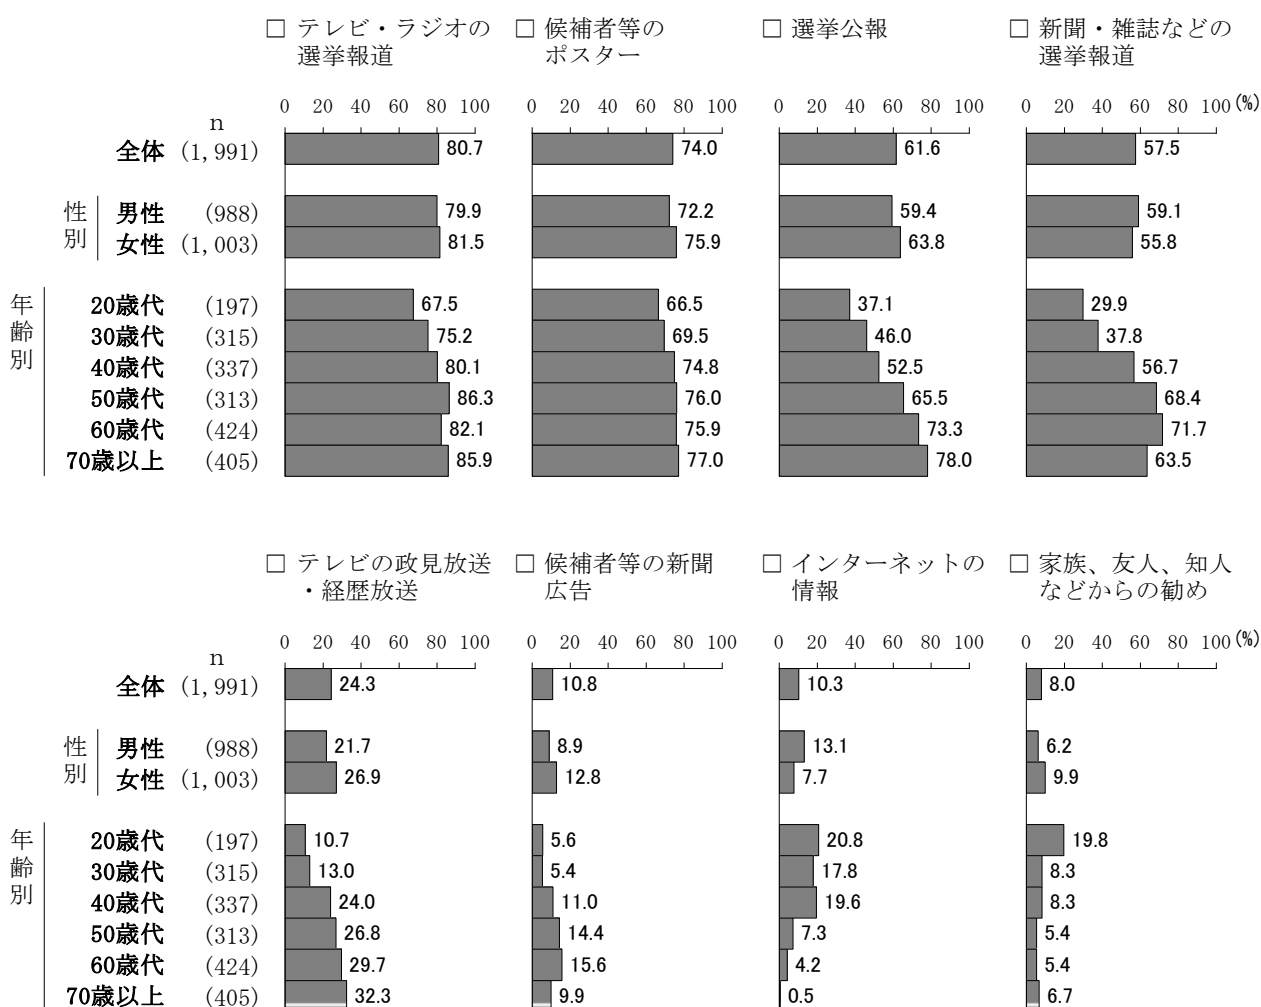 □ テレビ・ラジオの □ 候補者等の □ 選挙公報 □ 新聞・雑誌などの
選挙報道 ポスター 選挙報道
0 20 40 60 80 100 0 20 40 60 80 100 0 20 40 60 80 100 0 20 40 60 80 100 (%)
n
全体 (1,991) 80.7 74.0 61.6 57.5
性別
男性 (988) 79.9 72.2 59.4 59.1
女性 (1,003) 81.5 75.9 63.8 55.8
年齢別
20歳代 (197) 67.5 66.5 37.1 29.9
30歳代 (315) 75.2 69.5 46.0 37.8
40歳代 (337) 80.1 74.8 52.5 56.7
50歳代 (313) 86.3 76.0 65.5 68.4
60歳代 (424) 82.1 75.9 73.3 71.7
70歳以上 (405) 85.9 77.0 78.0 63.5
□ テレビの政見放送 □ 候補者等の新聞 □ インターネットの □ 家族、友人、知人
・経歴放送 広告 情報 などからの勧め
0 20 40 60 80 100 0 20 40 60 80 100 0 20 40 60 80 100 0 20 40 60 80 100 (%)
n
全体 (1,991) 24.3 10.8 10.3 8.0
性別
男性 (988) 21.7 8.9 13.1 6.2
女性 (1,003) 26.9 12.8 7.7 9.9
年齢別
20歳代 (197) 10.7 5.6 20.8 19.8
30歳代 (315) 13.0 5.4 17.8 8.3
40歳代 (337) 24.0 11.0 19.6 8.3
50歳代 (313) 26.8 14.4 7.3 5.4
60歳代 (424) 29.7 15.6 4.2 5.4
70歳以上 (405) 32.3 9.9 0.5 6.7